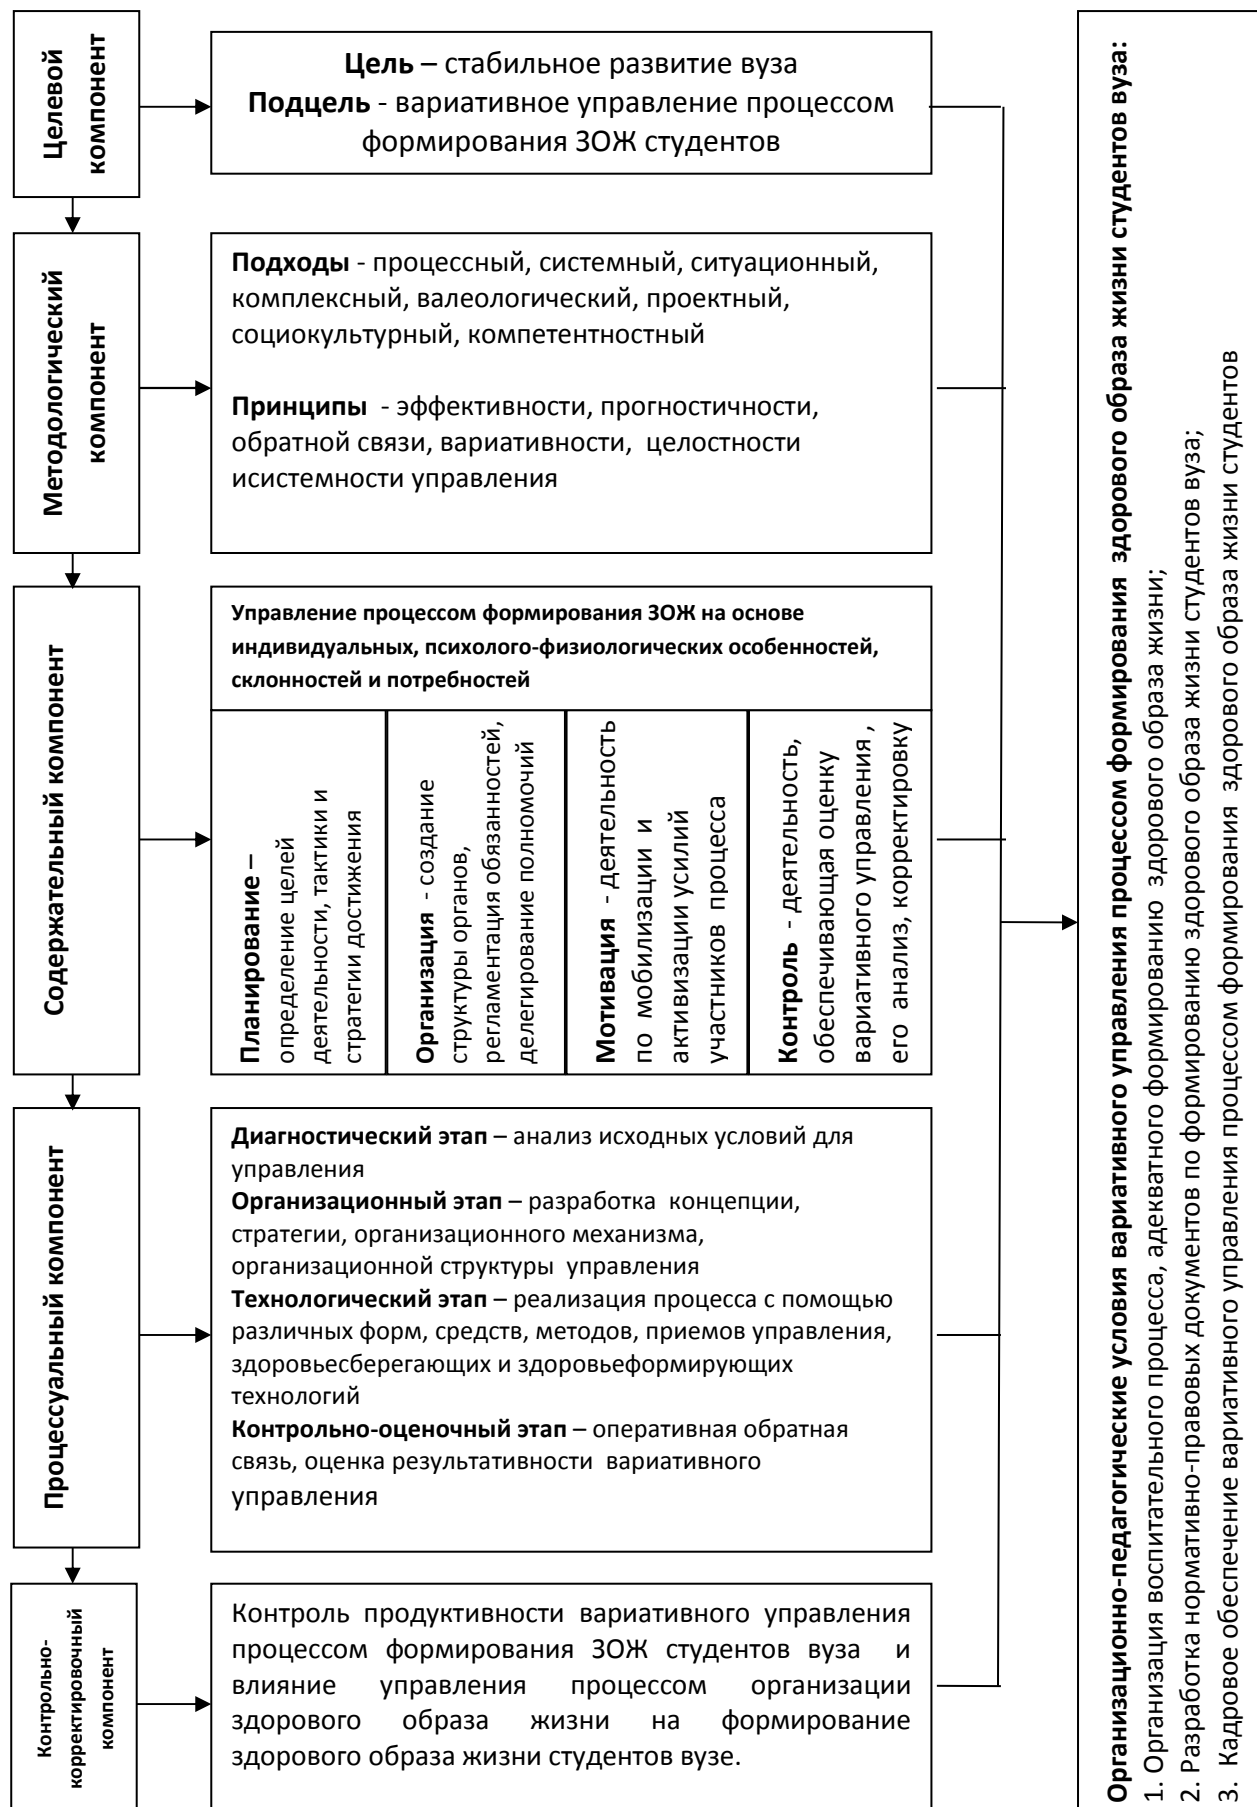 Целевой
компонент
Цель – стабильное развитие вуза
Подцель - вариативное управление процессом
формирования ЗОЖ студентов
Методологический
компонент
Подходы - процессный, системный, ситуационный,
комплексный, валеологический, проектный,
социокультурный, компетентностный
Принципы - эффективности, прогностичности,
обратной связи, вариативности, целостности
исистемности управления
Содержательный компонент
Управление процессом формирования ЗОЖ на основе
индивидуальных, психолого-физиологических особенностей,
склонностей и потребностей
Планирование –
определение целей
деятельности, тактики и
стратегии достижения
Организация - создание
структуры органов,
регламентация обязанностей,
делегирование полномочий
Мотивация - деятельность
по мобилизации и
активизации усилий
участников процесса
Контроль - деятельность,
обеспечивающая оценку
вариативного управления ,
его анализ, корректировку
Процессуальный компонент
Диагностический этап – анализ исходных условий для
управления
Организационный этап – разработка концепции,
стратегии, организационного механизма,
организационной структуры управления
Технологический этап – реализация процесса с помощью
различных форм, средств, методов, приемов управления,
здоровьесберегающих и здоровьеформирующих
технологий
Контрольно-оценочный этап – оперативная обратная
связь, оценка результативности вариативного
управления
Контрольно-
корректировочный
компонент
Контроль продуктивности вариативного управления
процессом формирования ЗОЖ студентов вуза и
влияние управления процессом организации
здорового образа жизни на формирование
здорового образа жизни студентов вузе.
Организационно-педагогические условия вариативного управления процессом формирования здорового образа жизни студентов вуза:
1. Организация воспитательного процесса, адекватного формированию здорового образа жизни;
2. Разработка нормативно-правовых документов по формированию здорового образа жизни студентов вуза;
3. Кадровое обеспечение вариативного управления процессом формирования здорового образа жизни студентов